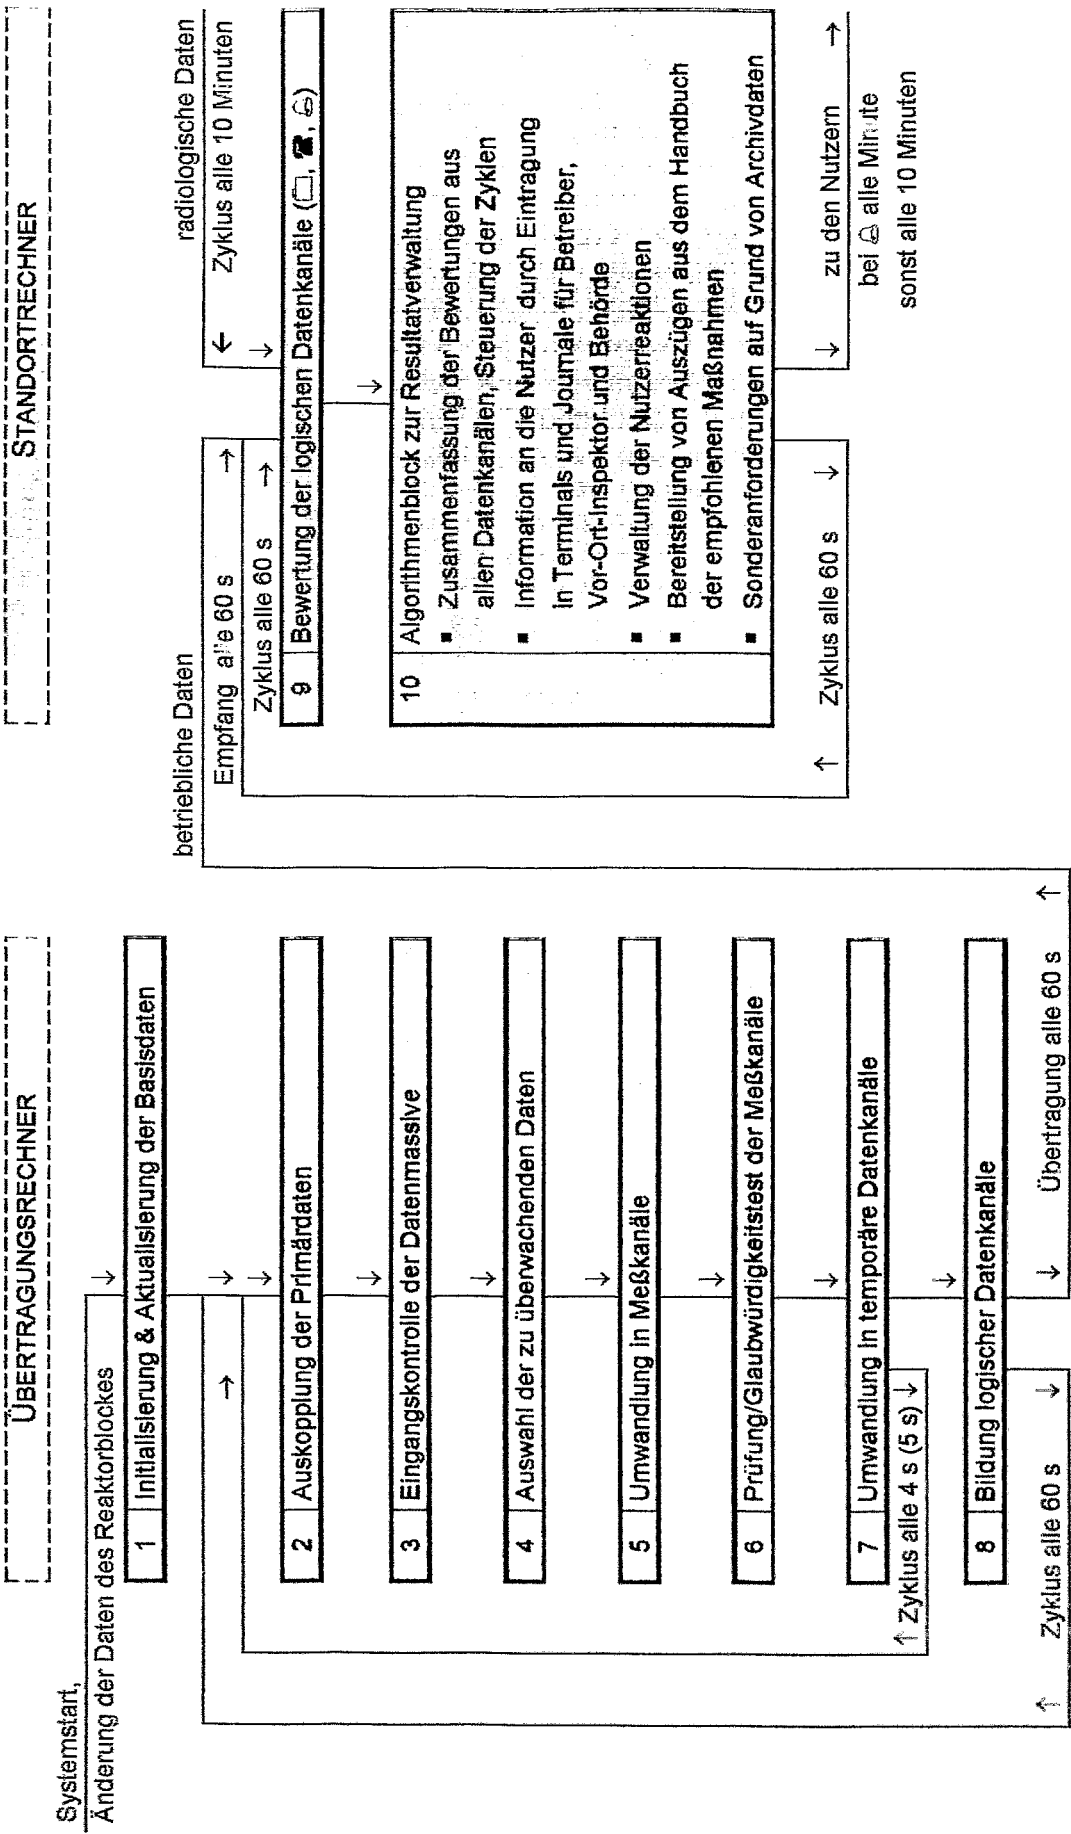 ÜBERTRAGUNGSRECHNER
Systemstart,
Änderung der Daten des Reaktorblockes
↓
1 Initialisierung & Aktualisierung der Basisdaten
→ ↓
↓
2 Auskopplung der Primärdaten
↓
3 Eingangskontrolle der Datenmassive
↓
4 Auswahl der zu überwachenden Daten
↓
5 Umwandlung in Meßkanäle
↓
6 Prüfung/Glaubwürdigkeitstest der Meßkanäle
↓
7 Umwandlung in temporäre Datenkanäle
↑ Zyklus alle 4 s (5 s) ↓
↓
8 Bildung logischer Datenkanäle
↑ Zyklus alle 60 s ↓
↓ Übertragung alle 60 s ↑
STANDORTRECHNER
betriebliche Daten
radiologische Daten
Empfang alle 60 s →
← Zyklus alle 10 Minuten
Zyklus alle 60 s → ↓
9 Bewertung der logischen Datenkanäle (🗀, ☎, 🔔)
↓
10 Algorithmenblock zur Resultatverwaltung
▪ Zusammenfassung der Bewertungen aus
allen Datenkanälen, Steuerung der Zyklen
▪ Information an die Nutzer durch Eintragung
in Terminals und Journale für Betreiber,
Vor-Ort-Inspektor und Behörde
▪ Verwaltung der Nutzerreaktionen
▪ Bereitstellung von Auszügen aus dem Handbuch
der empfohlenen Maßnahmen
▪ Sonderanforderungen auf Grund von Archivdaten
↑ Zyklus alle 60 s ↓
↓ zu den Nutzern →
bei 🔔 alle Minute
sonst alle 10 Minuten